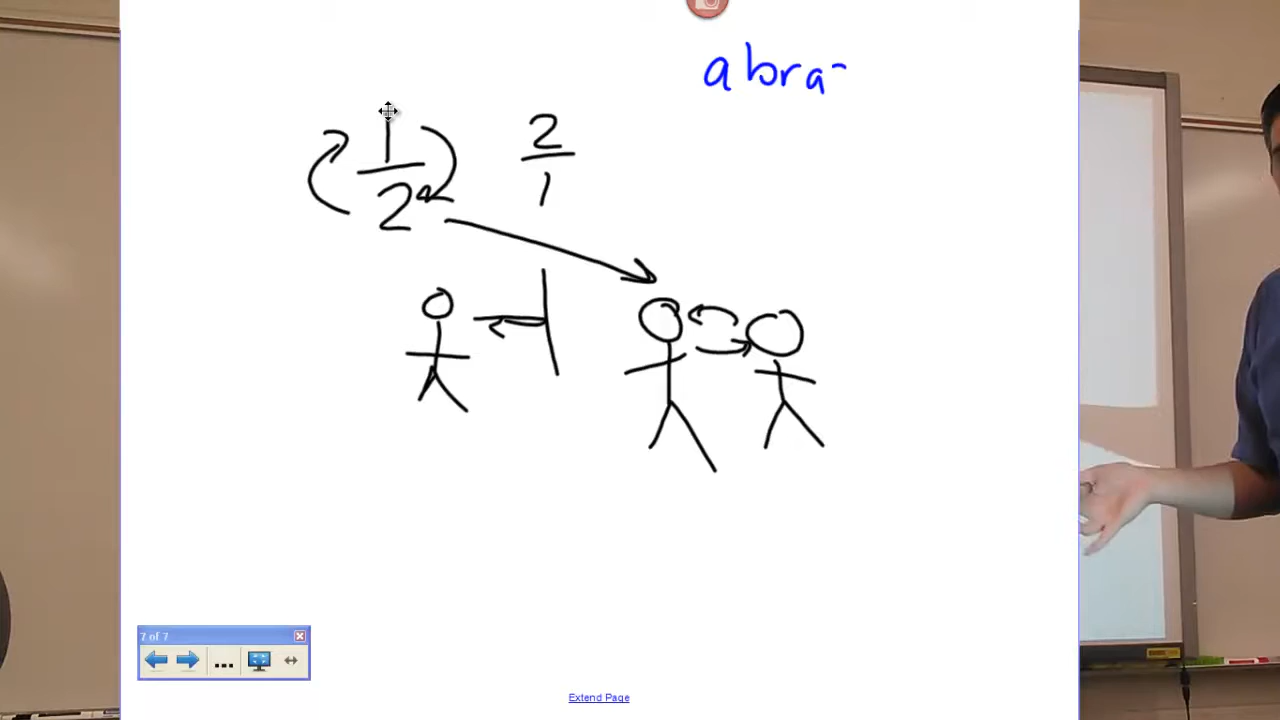 abra-
1/2
2/1
7 of 7
...
Extend Page